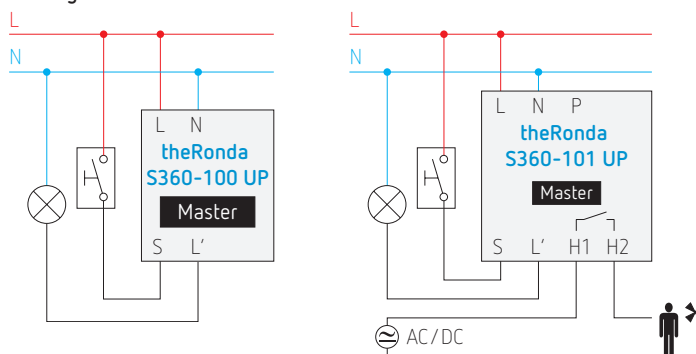 L
N
L N
theRonda
S360-100 UP
Master
S L'
L
N
L N P
theRonda
S360-101 UP
Master
S L' H1 H2
AC/DC